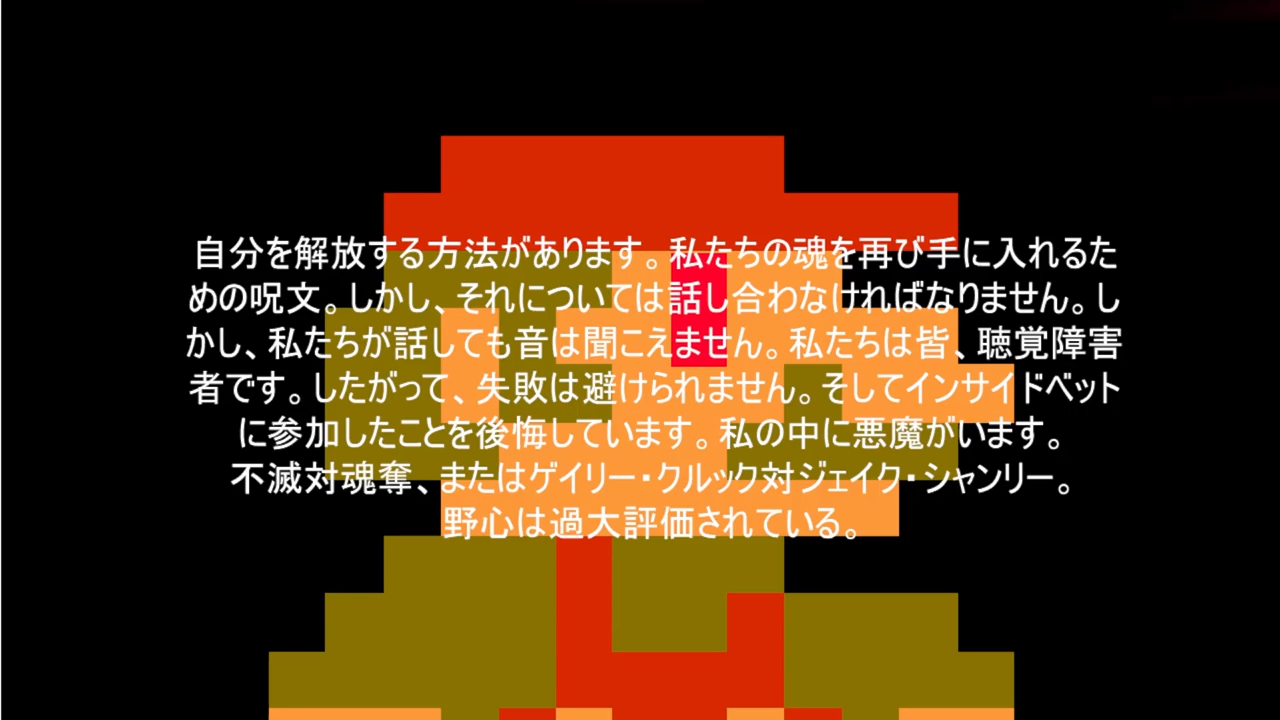 自分を解放する方法があります。私たちの魂を再び手に入れるた
めの呪文。しかし、それについては話し合わなければなりません。し
かし、私たちが話しても音は聞こえません。私たちは皆、聴覚障害
者です。したがって、失敗は避けられません。そしてインサイドベット
に参加したことを後悔しています。私の中に悪魔がいます。
不滅対魂奪、またはゲイリー・クルック対ジェイク・シャンリー。
野心は過大評価されている。